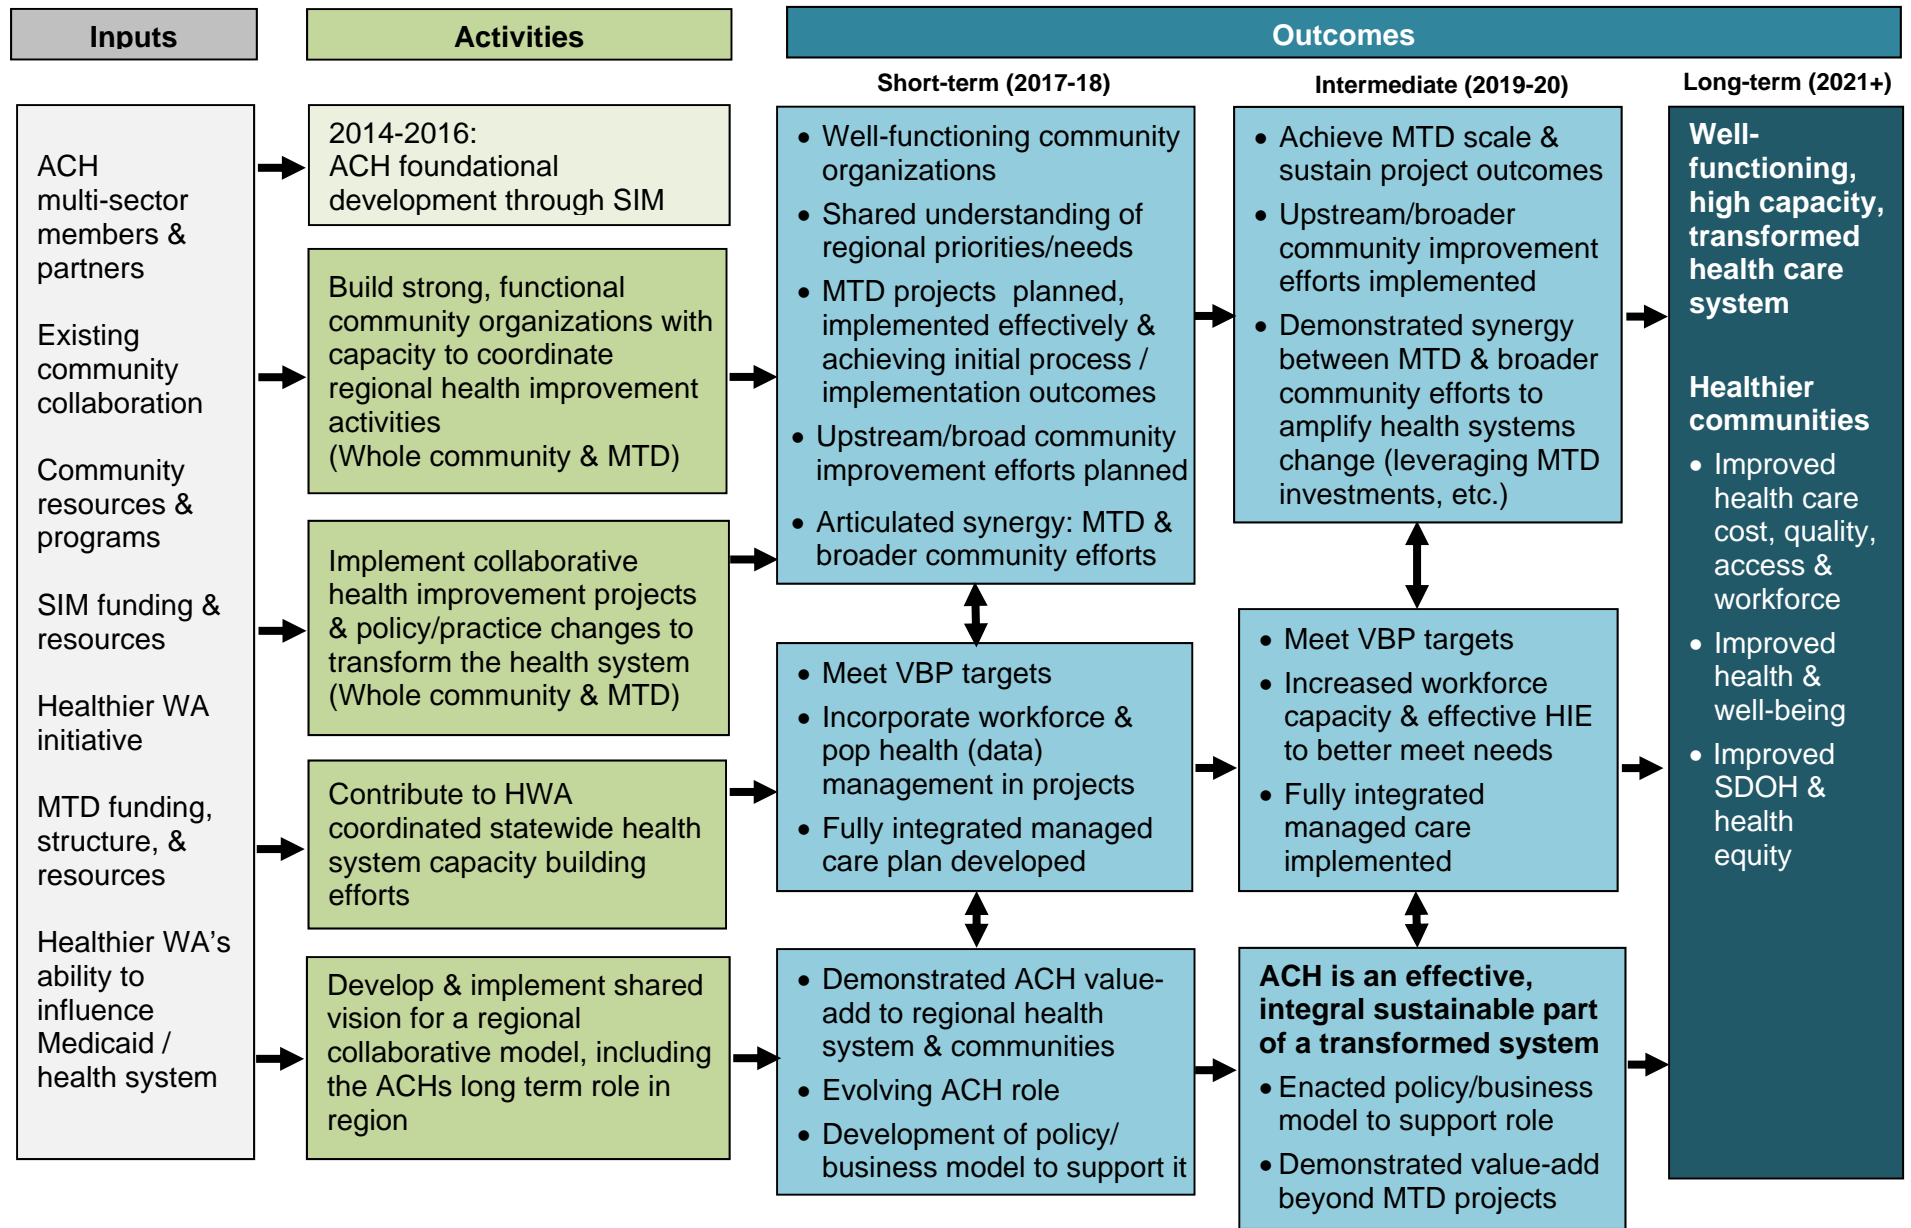 Inputs
Activities
Outcomes
Short-term (2017-18)
Intermediate (2019-20)
Long-term (2021+)
ACH
multi-sector
members &
partners
Existing
community
collaboration
Community
resources &
programs
SIM funding &
resources
Healthier WA
initiative
MTD funding,
structure, &
resources
Healthier WA's
ability to
influence
Medicaid /
health system
2014-2016:
ACH foundational
development through SIM
Build strong, functional
community organizations with
capacity to coordinate
regional health improvement
activities
(Whole community & MTD)
Implement collaborative
health improvement projects
& policy/practice changes to
transform the health system
(Whole community & MTD)
Contribute to HWA
coordinated statewide health
system capacity building
efforts
Develop & implement shared
vision for a regional
collaborative model, including
the ACHs long term role in
region
• Well-functioning community
organizations
• Shared understanding of
regional priorities/needs
• MTD projects planned,
implemented effectively &
achieving initial process /
implementation outcomes
• Upstream/broad community
improvement efforts planned
• Articulated synergy: MTD &
broader community efforts
• Meet VBP targets
• Incorporate workforce &
pop health (data)
management in projects
• Fully integrated managed
care plan developed
• Demonstrated ACH value-
add to regional health
system & communities
• Evolving ACH role
• Development of policy/
business model to support it
• Achieve MTD scale &
sustain project outcomes
• Upstream/broader
community improvement
efforts implemented
• Demonstrated synergy
between MTD & broader
community efforts to
amplify health systems
change (leveraging MTD
investments, etc.)
• Meet VBP targets
• Increased workforce
capacity & effective HIE
to better meet needs
• Fully integrated
managed care
implemented
ACH is an effective,
integral sustainable part
of a transformed system
• Enacted policy/business
model to support role
• Demonstrated value-add
beyond MTD projects
Well-
functioning,
high capacity,
transformed
health care
system
Healthier
communities
• Improved
health care
cost, quality,
access &
workforce
• Improved
health &
well-being
• Improved
SDOH &
health
equity